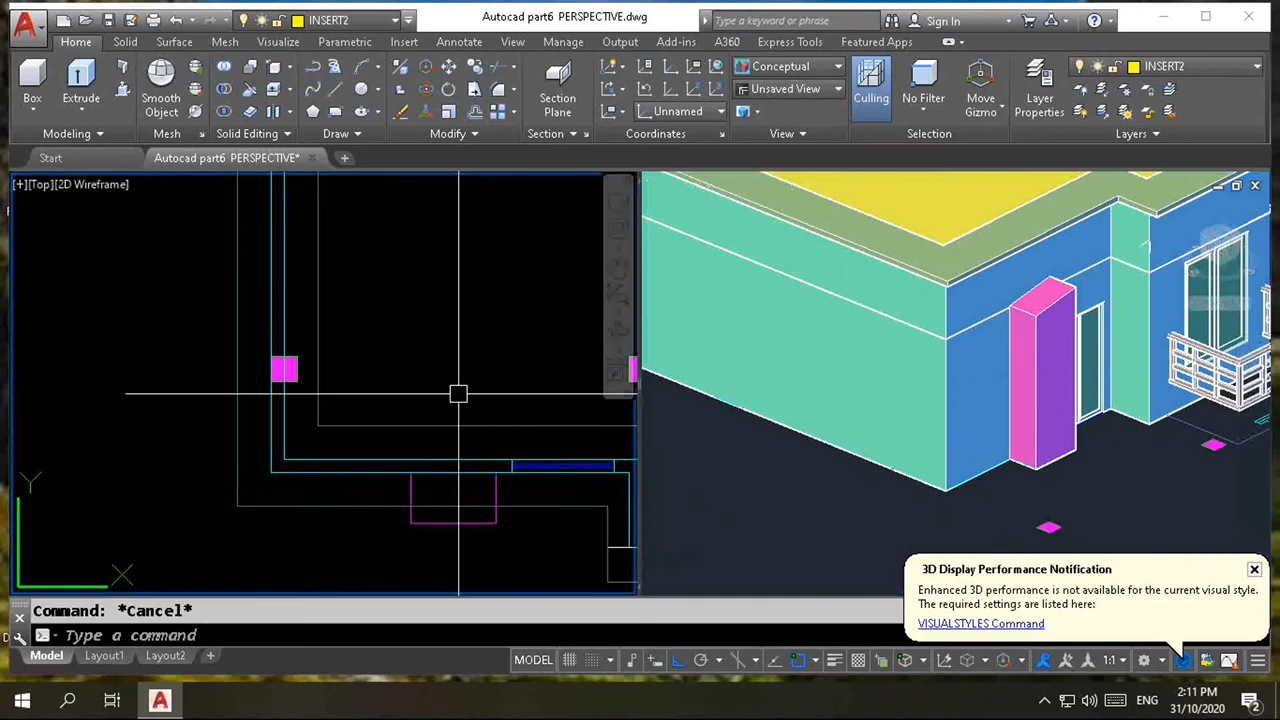 INSERT2
Autocad part6 PERSPECTIVE.dwg
Type a keyword or phrase
Sign In
Home
Solid
Surface
Mesh
Visualize
Parametric
Insert
Annotate
View
Manage
Output
Add-ins
A360
Express Tools
Featured Apps
Box
Extrude
Smooth
Object
Section
Plane
Conceptual
Unsaved View
Unnamed
Culling
No Filter
Move
Gizmo
Layer
Properties
INSERT2
Modeling
Mesh
Solid Editing
Draw
Modify
Section
Coordinates
View
Selection
Layers
Start
Autocad part6 PERSPECTIVE*
[+][Top][2D Wireframe]
Y
X
3D Display Performance Notification
Enhanced 3D performance is not available for the current visual style.
The required settings are listed here:
VISUALSTYLES Command
Command: *Cancel*
Type a command
Model
Layout1
Layout2
MODEL
1:1
ENG
2:11 PM
31/10/2020
2